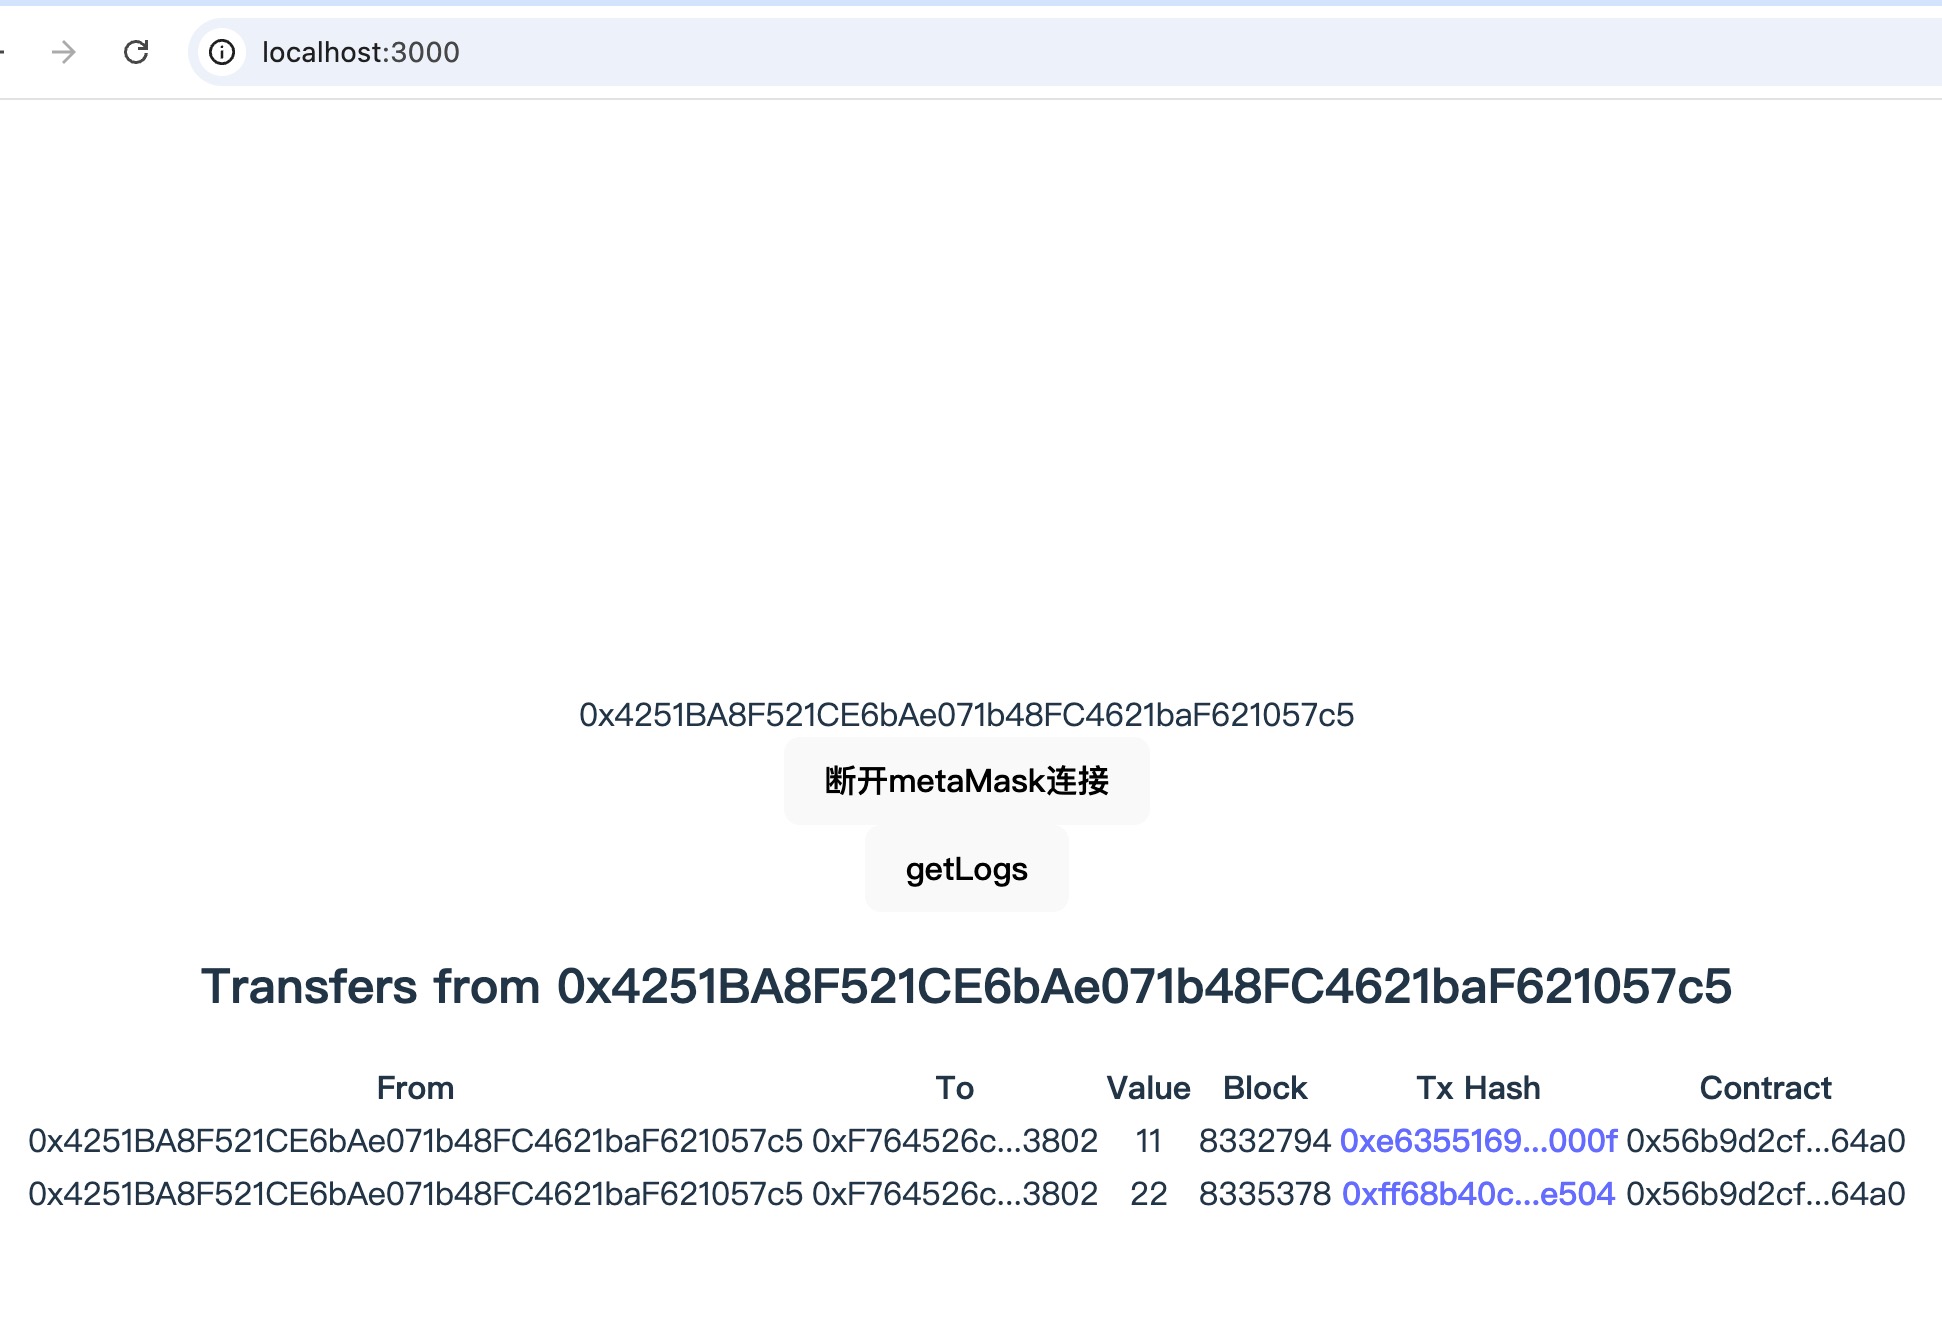 localhost:3000
0x4251BA8F521CE6bAe071b48FC4621baF621057c5
断开metaMask连接
getLogs
Transfers from 0x4251BA8F521CE6bAe071b48FC4621baF621057c5
From To Value Block Tx Hash Contract
0x4251BA8F521CE6bAe071b48FC4621baF621057c5 0xF764526c...3802 11 8332794 0xe6355169...000f 0x56b9d2cf...64a0
0x4251BA8F521CE6bAe071b48FC4621baF621057c5 0xF764526c...3802 22 8335378 0xff68b40c...e504 0x56b9d2cf...64a0